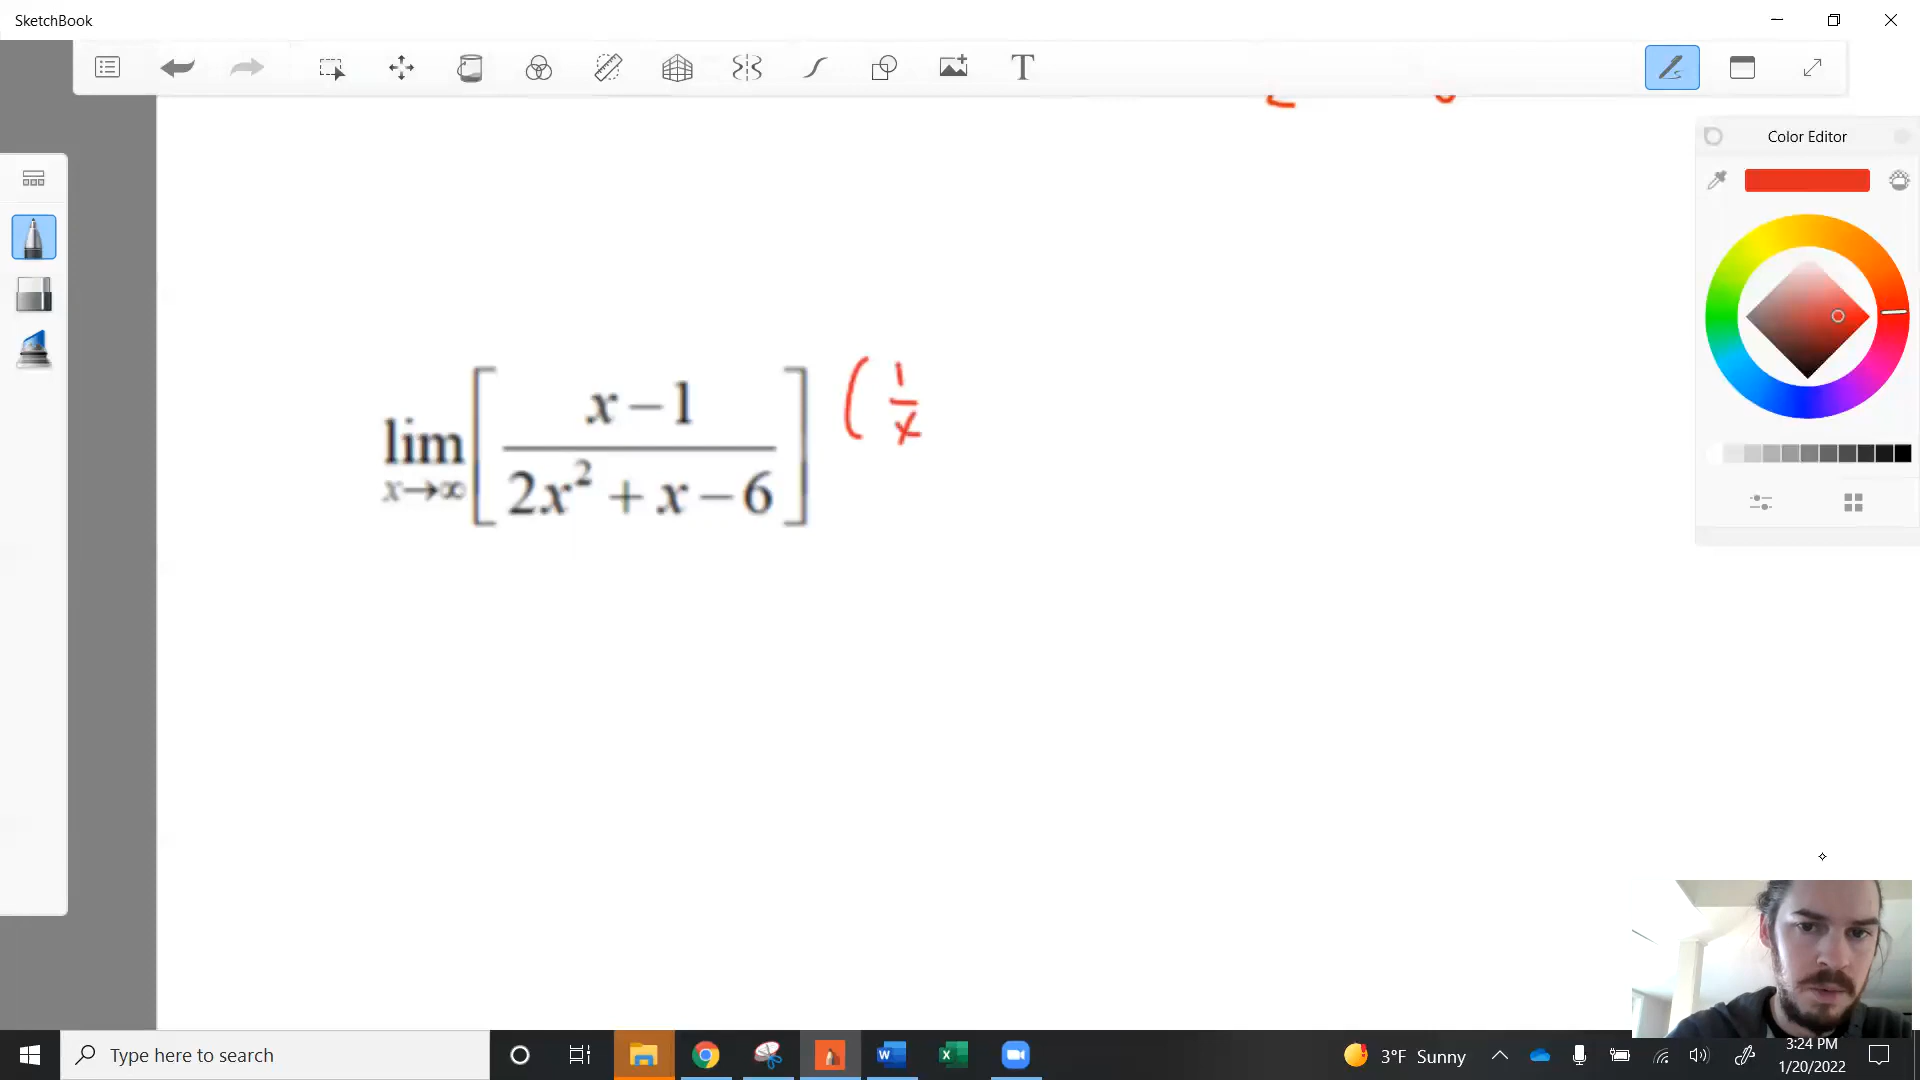 SketchBook
T
Color Editor
lim x→∞ [ x−1 / 2x² + x − 6 ] ( 1 / x
Type here to search
3°F Sunny
3:24 PM
1/20/2022